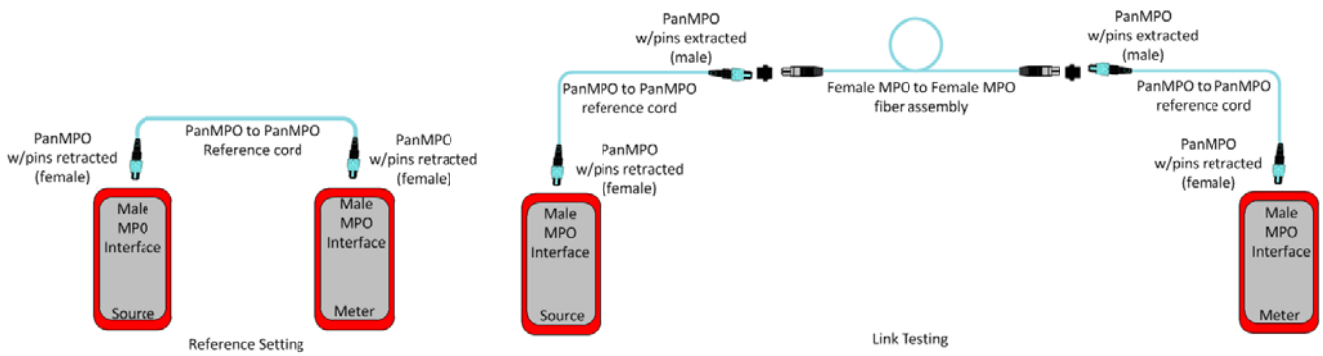 PanMPO
w/pins retracted
(female)
PanMPO to PanMPO
Reference cord
PanMPO
w/pins retracted
(female)
Male
MPO
Interface
Source
Male
MPO
Interface
Meter
Reference Setting
PanMPO
w/pins extracted
(male)
PanMPO to PanMPO
reference cord
Female MPO to Female MPO
fiber assembly
PanMPO
w/pins extracted
(male)
PanMPO to PanMPO
reference cord
PanMPO
w/pins retracted
(female)
PanMPO
w/pins retracted
(female)
Male
MPO
Interface
Source
Male
MPO
Interface
Meter
Link Testing